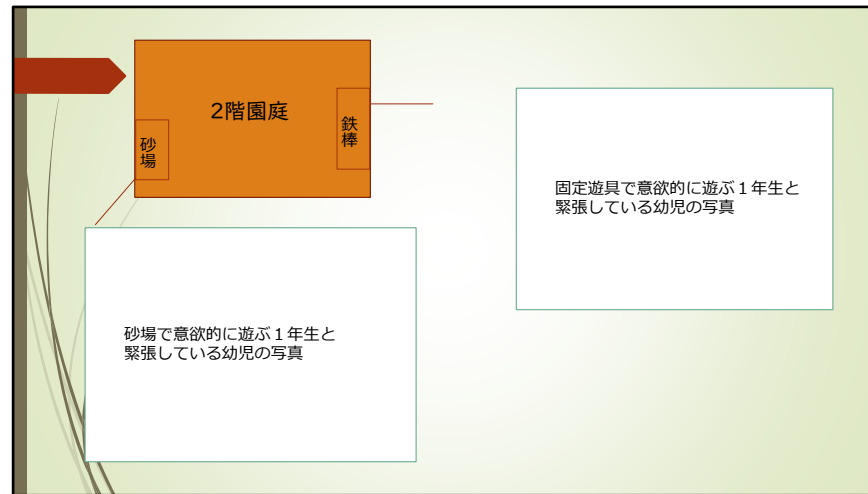 2階園庭
鉄棒
砂場
固定遊具で意欲的に遊ぶ１年生と
緊張している幼児の写真
砂場で意欲的に遊ぶ１年生と
緊張している幼児の写真